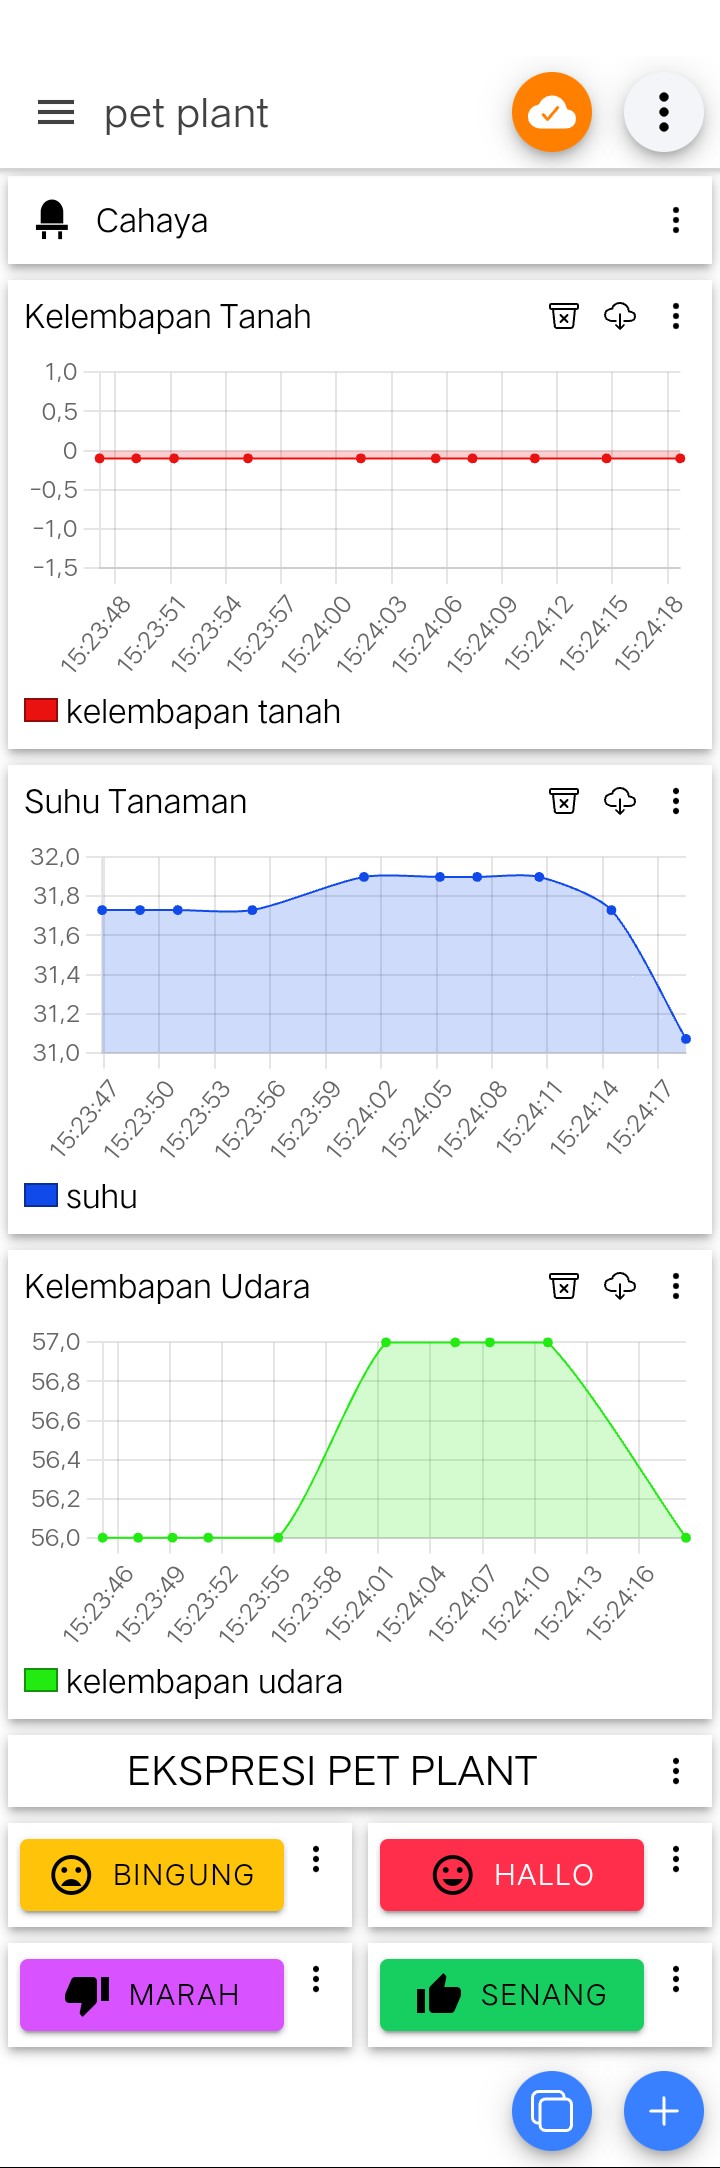 pet plant
Cahaya
Kelembapan Tanah
1,0
0,5
0
−0,5
−1,0
−1,5
15:23:48 15:23:51 15:23:54 15:23:57 15:24:00 15:24:03 15:24:06 15:24:09 15:24:12 15:24:15 15:24:18
kelembapan tanah
Suhu Tanaman
32,0
31,8
31,6
31,4
31,2
31,0
15:23:47 15:23:50 15:23:53 15:23:56 15:23:59 15:24:02 15:24:05 15:24:08 15:24:11 15:24:14 15:24:17
suhu
Kelembapan Udara
57,0
56,8
56,6
56,4
56,2
56,0
15:23:46 15:23:49 15:23:52 15:23:55 15:23:58 15:24:01 15:24:04 15:24:07 15:24:10 15:24:13 15:24:16
kelembapan udara
EKSPRESI PET PLANT
BINGUNG
HALLO
MARAH
SENANG